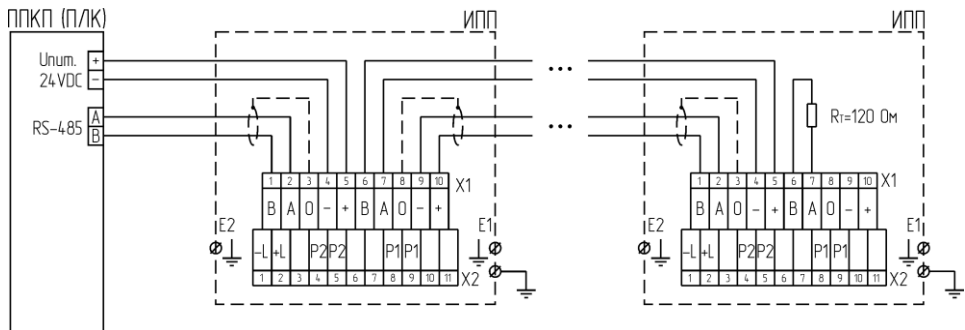 ППКП (ПЛК)
ИПП
ИПП
Uпит. +
24VDC –
RS-485 A
B
...
...
Rт=120 Ом
1 2 3 4 5 6 7 8 9 10 X1
B A 0 – + B A 0 – +
E2 E1
–L +L P2 P2 P1 P1
1 2 3 4 5 6 7 8 9 10 11 X2
1 2 3 4 5 6 7 8 9 10 X1
B A 0 – + B A 0 – +
E2 E1
–L +L P2 P2 P1 P1
1 2 3 4 5 6 7 8 9 10 11 X2